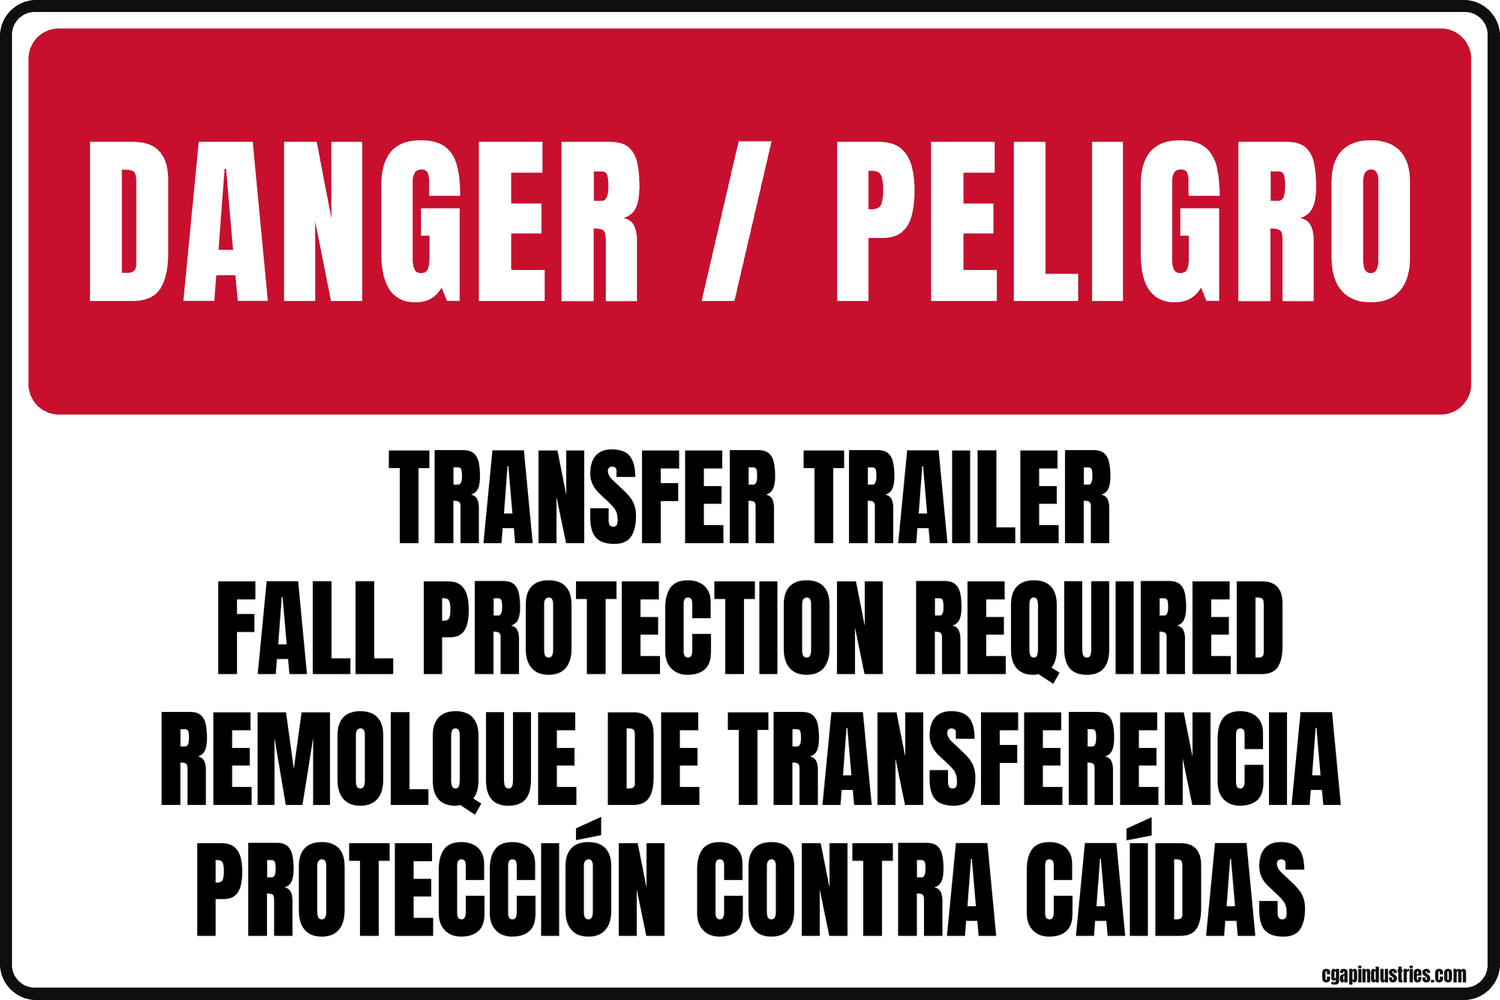 DANGER / PELIGRO
TRANSFER TRAILER
FALL PROTECTION REQUIRED
REMOLQUE DE TRANSFERENCIA
PROTECCIÓN CONTRA CAÍDAS
cgapindustries.com